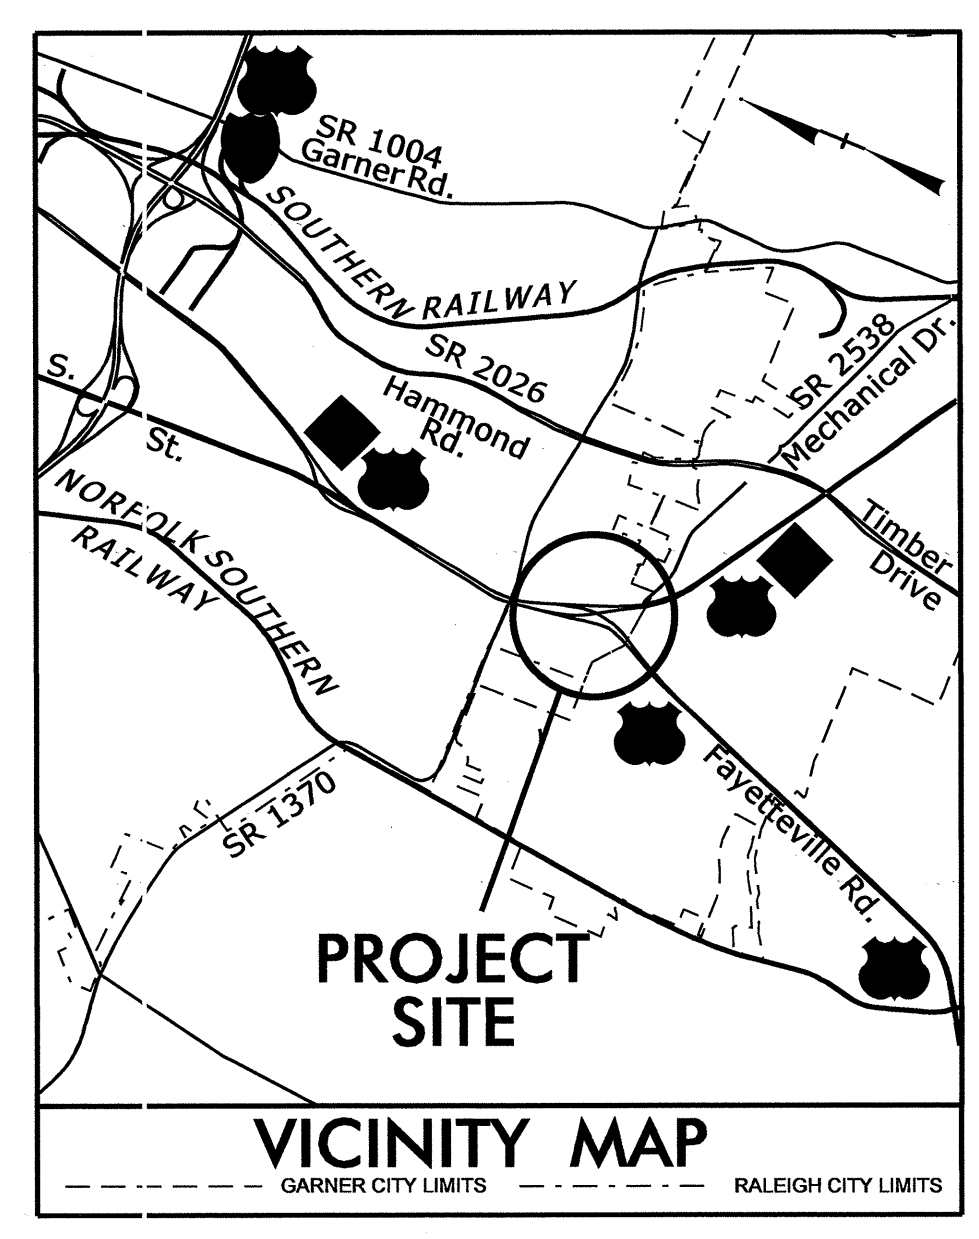 SR 1004
Garner Rd.
SOUTHERN RAILWAY
SR 2026
Hammond
Rd.
SR 2538
Mechanical Dr.
S.
St.
NORFOLK SOUTHERN
RAILWAY
Timber
Drive
SR 1370
Fayetteville Rd.
PROJECT
SITE
VICINITY MAP
GARNER CITY LIMITS
RALEIGH CITY LIMITS